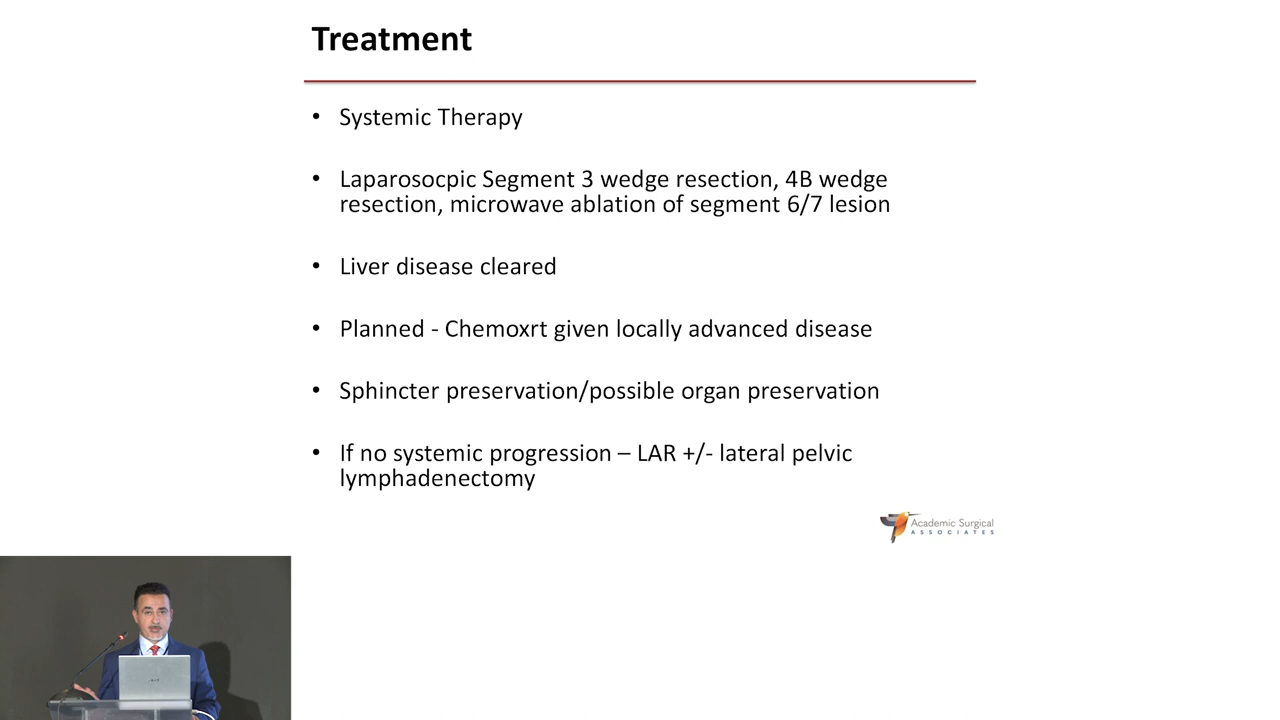 Treatment
• Systemic Therapy
• Laparosocpic Segment 3 wedge resection, 4B wedge
resection, microwave ablation of segment 6/7 lesion
• Liver disease cleared
• Planned - Chemoxrt given locally advanced disease
• Sphincter preservation/possible organ preservation
• If no systemic progression – LAR +/- lateral pelvic
lymphadenectomy
Academic Surgical
ASSOCIATES